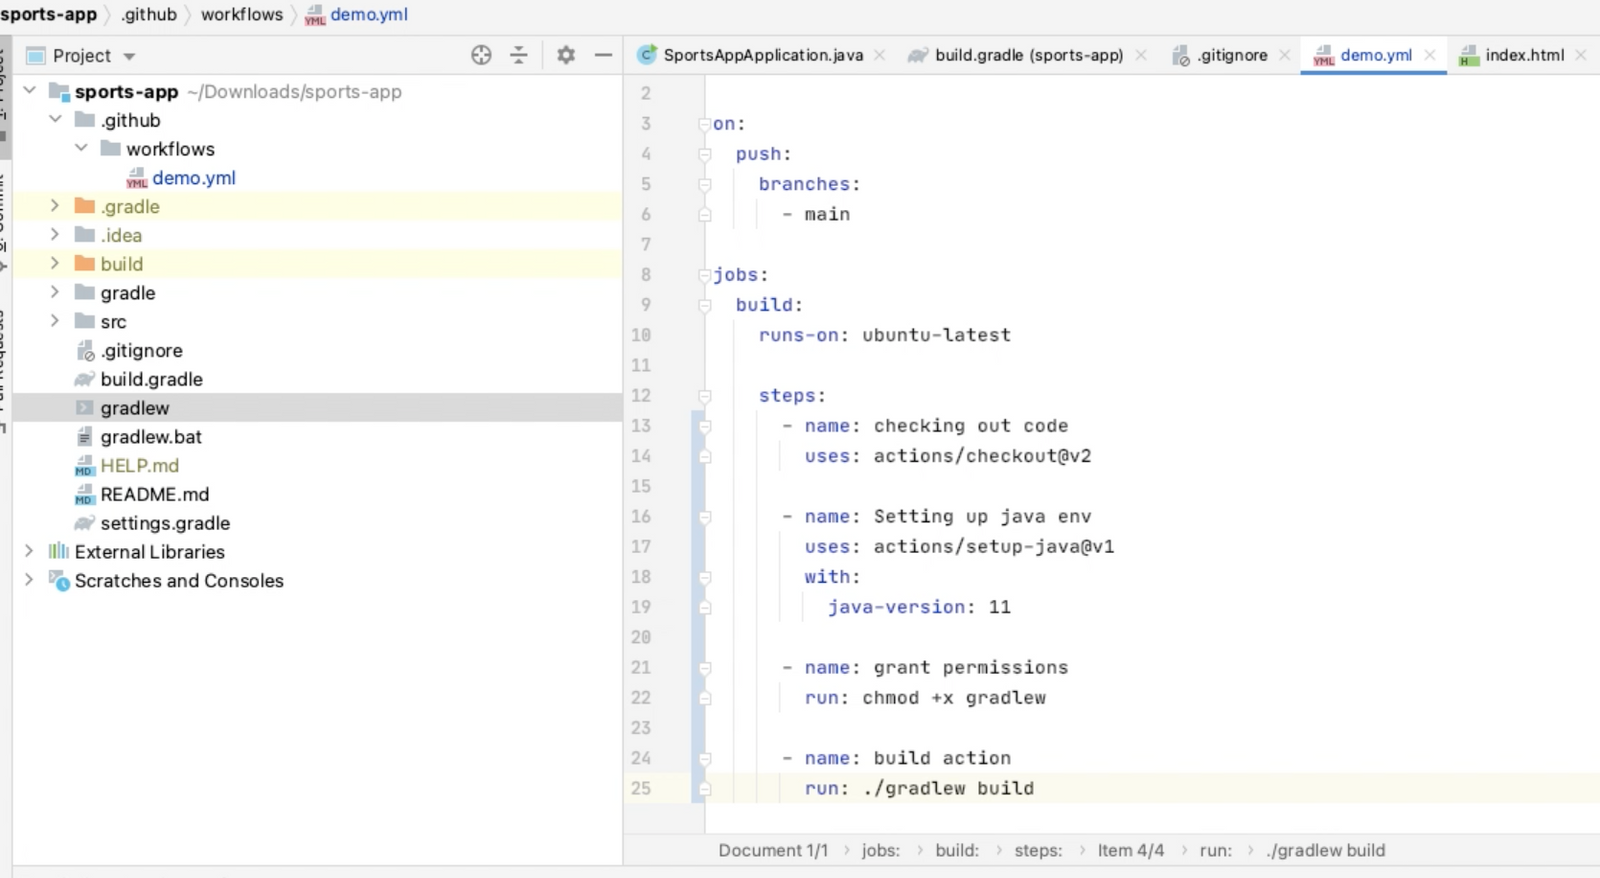 sports-app › .github › workflows › demo.yml
Project
sports-app ~/Downloads/sports-app
.github
workflows
YML demo.yml
.gradle
.idea
build
gradle
src
.gitignore
build.gradle
gradlew
gradlew.bat
MD HELP.md
MD README.md
settings.gradle
External Libraries
Scratches and Consoles
SportsAppApplication.java build.gradle (sports-app) .gitignore demo.yml index.html
2
3 on:
4 push:
5 branches:
6 - main
7
8 jobs:
9 build:
10 runs-on: ubuntu-latest
11
12 steps:
13 - name: checking out code
14 uses: actions/checkout@v2
15
16 - name: Setting up java env
17 uses: actions/setup-java@v1
18 with:
19 java-version: 11
20
21 - name: grant permissions
22 run: chmod +x gradlew
23
24 - name: build action
25 run: ./gradlew build
Document 1/1 › jobs: › build: › steps: › Item 4/4 › run: › ./gradlew build